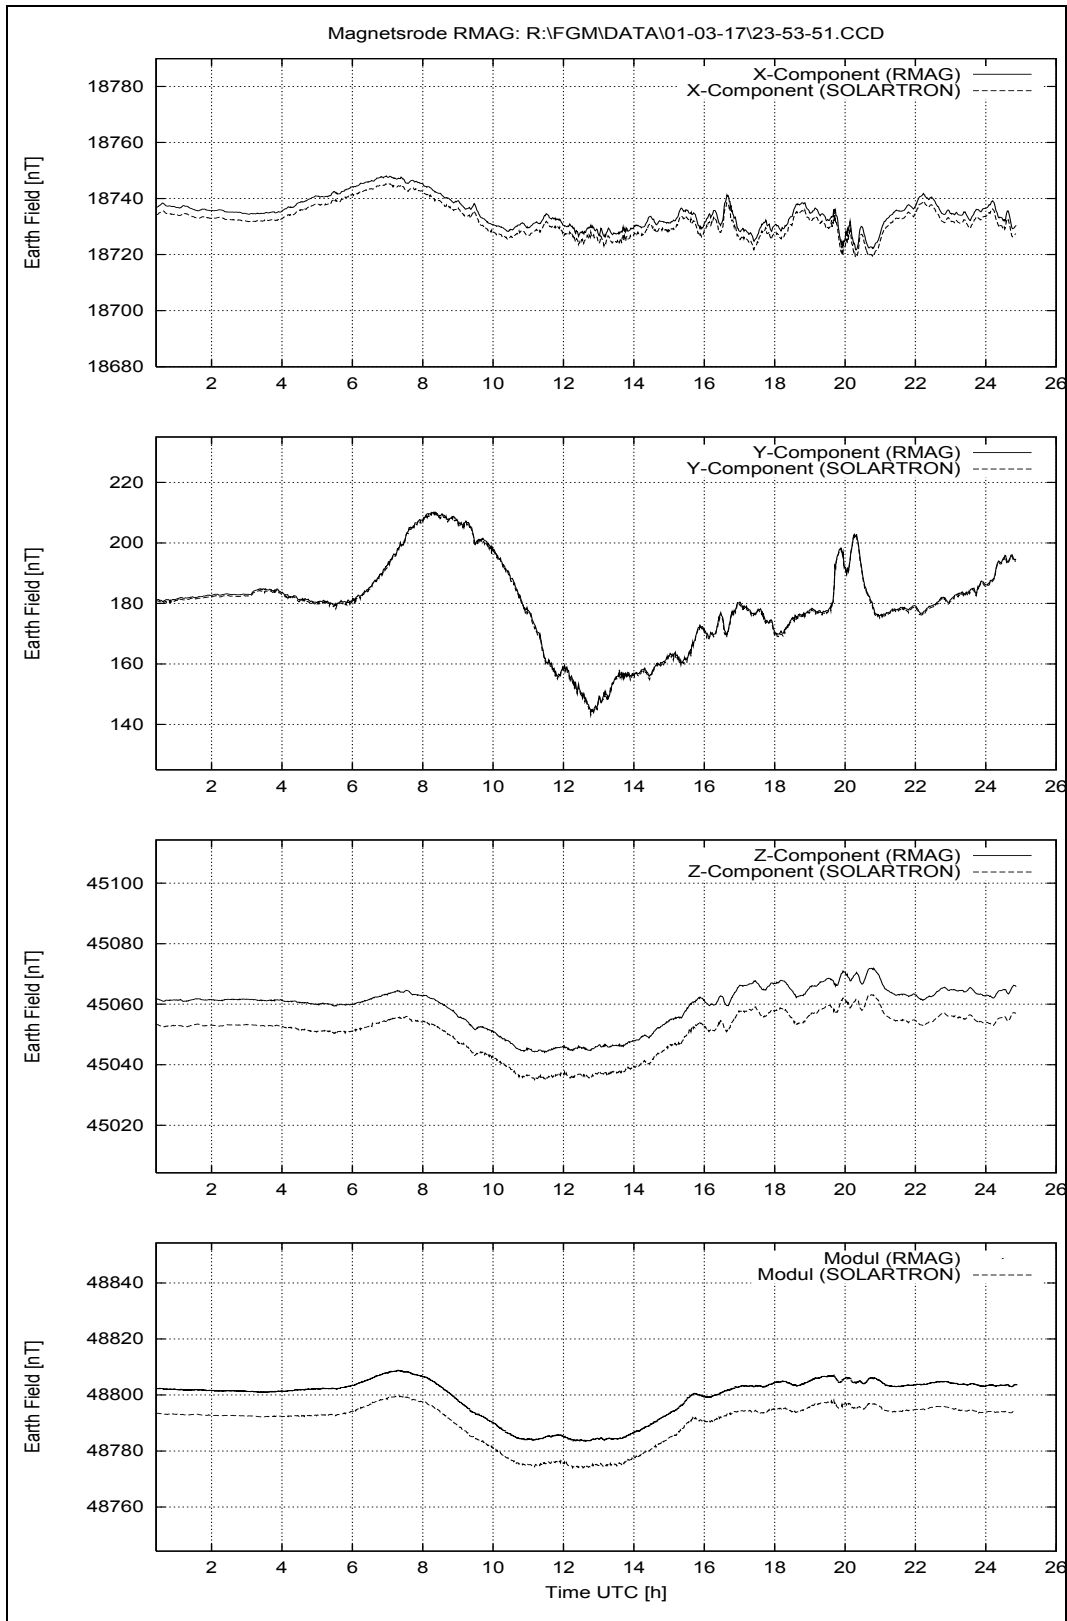 Magnetsrode RMAG: R:\FGM\DATA\01-03-17\23-53-51.CCD
X-Component (RMAG)
X-Component (SOLARTRON)
Earth Field [nT]
18780
18760
18740
18720
18700
18680
2 4 6 8 10 12 14 16 18 20 22 24 26
Y-Component (RMAG)
Y-Component (SOLARTRON)
Earth Field [nT]
220
200
180
160
140
2 4 6 8 10 12 14 16 18 20 22 24 26
Z-Component (RMAG)
Z-Component (SOLARTRON)
Earth Field [nT]
45100
45080
45060
45040
45020
2 4 6 8 10 12 14 16 18 20 22 24 26
Modul (RMAG)
Modul (SOLARTRON)
Earth Field [nT]
48840
48820
48800
48780
48760
2 4 6 8 10 12 14 16 18 20 22 24 26
Time UTC [h]